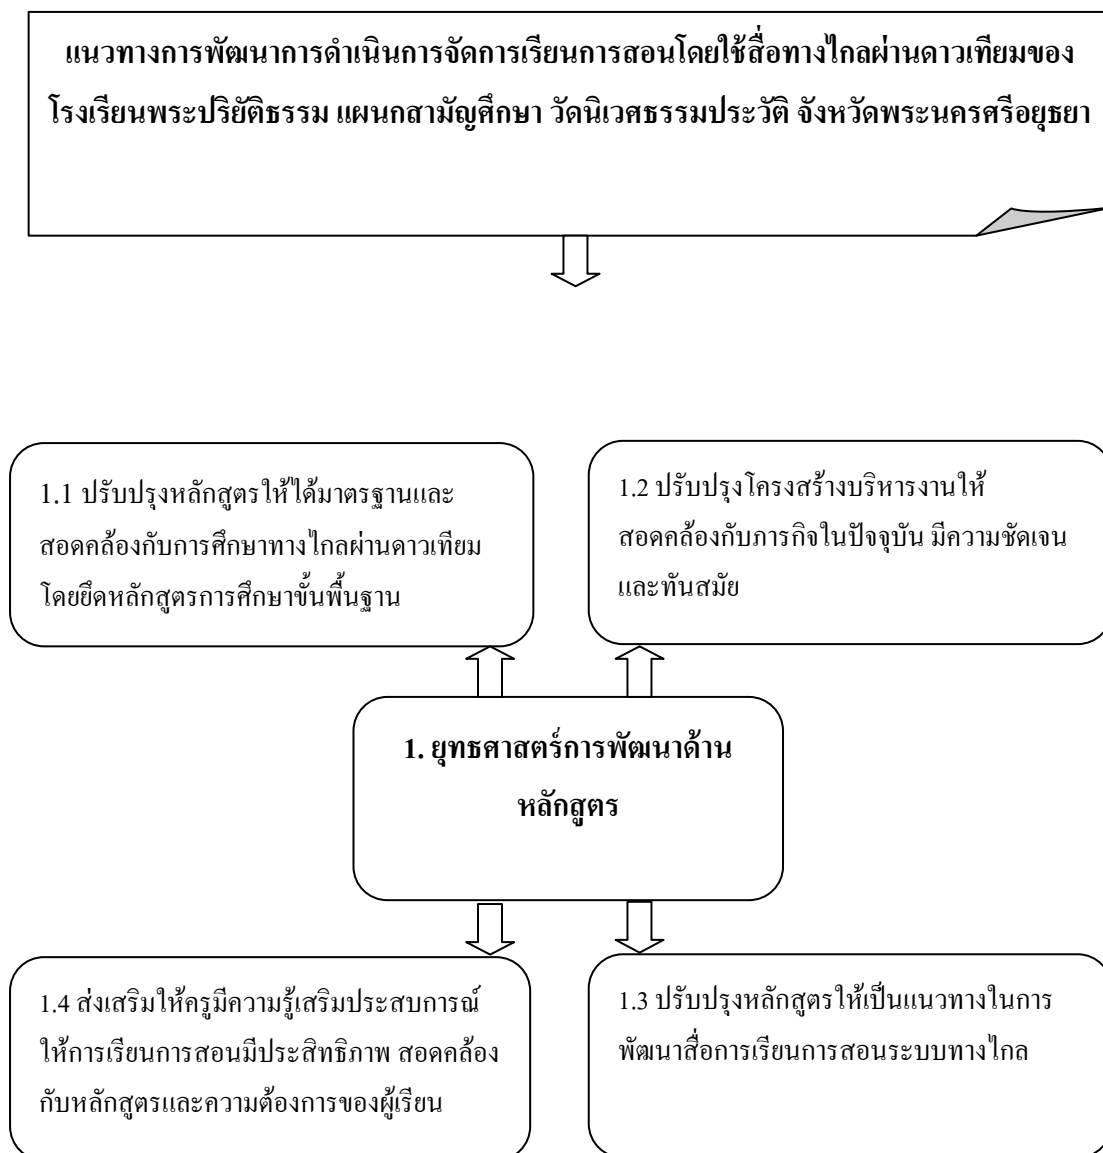 แนวทางการพัฒนาการดำเนินการจัดการเรียนการสอนโดยใช้สื่อทางไกลผ่านดาวเทียมของ
โรงเรียนพระปริยัติธรรม แผนกสามัญศึกษา วัดนิเวศธรรมประวัติ จังหวัดพระนครศรีอยุธยา
1.1 ปรับปรุงหลักสูตรให้ได้มาตรฐานและ
สอดคล้องกับการศึกษาทางไกลผ่านดาวเทียม
โดยยึดหลักสูตรการศึกษาขั้นพื้นฐาน
1.2 ปรับปรุงโครงสร้างบริหารงานให้
สอดคล้องกับภารกิจในปัจจุบัน มีความชัดเจน
และทันสมัย
1. ยุทธศาสตร์การพัฒนาด้าน
หลักสูตร
1.4 ส่งเสริมให้ครูมีความรู้เสริมประสบการณ์
ให้การเรียนการสอนมีประสิทธิภาพ สอดคล้อง
กับหลักสูตรและความต้องการของผู้เรียน
1.3 ปรับปรุงหลักสูตรให้เป็นแนวทางในการ
พัฒนาสื่อการเรียนการสอนระบบทางไกล